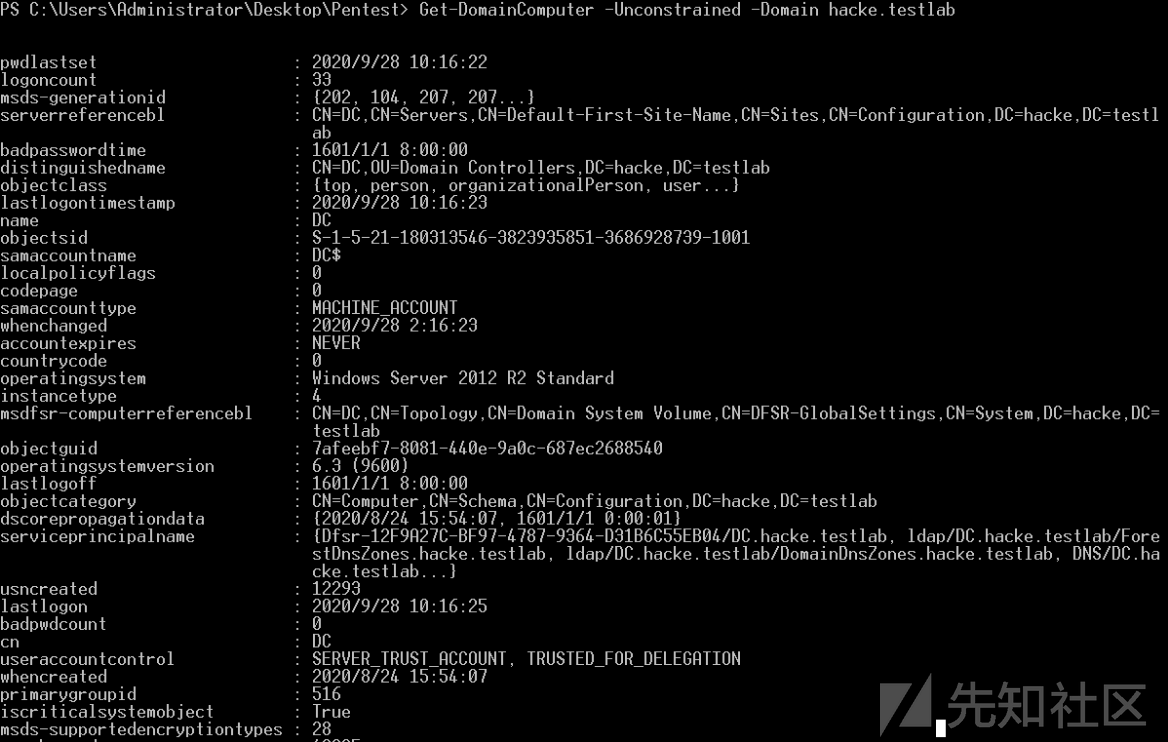 PS C:\Users\Administrator\Desktop\Pentest> Get-DomainComputer -Unconstrained -Domain hacke.testlab
pwdlastset : 2020/9/28 10:16:22
logoncount : 33
msds-generationid : {202, 104, 207, 207...}
serverreferencebl : CN=DC,CN=Servers,CN=Default-First-Site-Name,CN=Sites,CN=Configuration,DC=hacke,DC=testl
ab
badpasswordtime : 1601/1/1 8:00:00
distinguishedname : CN=DC,OU=Domain Controllers,DC=hacke,DC=testlab
objectclass : {top, person, organizationalPerson, user...}
lastlogontimestamp : 2020/9/28 10:16:23
name : DC
objectsid : S-1-5-21-180313546-3823935851-3686928739-1001
samaccountname : DC$
localpolicyflags : 0
codepage : 0
samaccounttype : MACHINE_ACCOUNT
whenchanged : 2020/9/28 2:16:23
accountexpires : NEVER
countrycode : 0
operatingsystem : Windows Server 2012 R2 Standard
instancetype : 4
msdfsr-computerreferencebl : CN=DC,CN=Topology,CN=Domain System Volume,CN=DFSR-GlobalSettings,CN=System,DC=hacke,DC=
testlab
objectguid : 7afeebf7-8081-440e-9a0c-687ec2688540
operatingsystemversion : 6.3 (9600)
lastlogoff : 1601/1/1 8:00:00
objectcategory : CN=Computer,CN=Schema,CN=Configuration,DC=hacke,DC=testlab
dscorepropagationdata : {2020/8/24 15:54:07, 1601/1/1 0:00:01}
serviceprincipalname : {Dfsr-12F9A27C-BF97-4787-9364-D31B6C55EB04/DC.hacke.testlab, ldap/DC.hacke.testlab/Fore
stDnsZones.hacke.testlab, ldap/DC.hacke.testlab/DomainDnsZones.hacke.testlab, DNS/DC.ha
cke.testlab...}
usncreated : 12293
lastlogon : 2020/9/28 10:16:25
badpwdcount : 0
cn : DC
useraccountcontrol : SERVER_TRUST_ACCOUNT, TRUSTED_FOR_DELEGATION
whencreated : 2020/8/24 15:54:07
primarygroupid : 516
iscriticalsystemobject : True
msds-supportedencryptiontypes : 28
先知社区